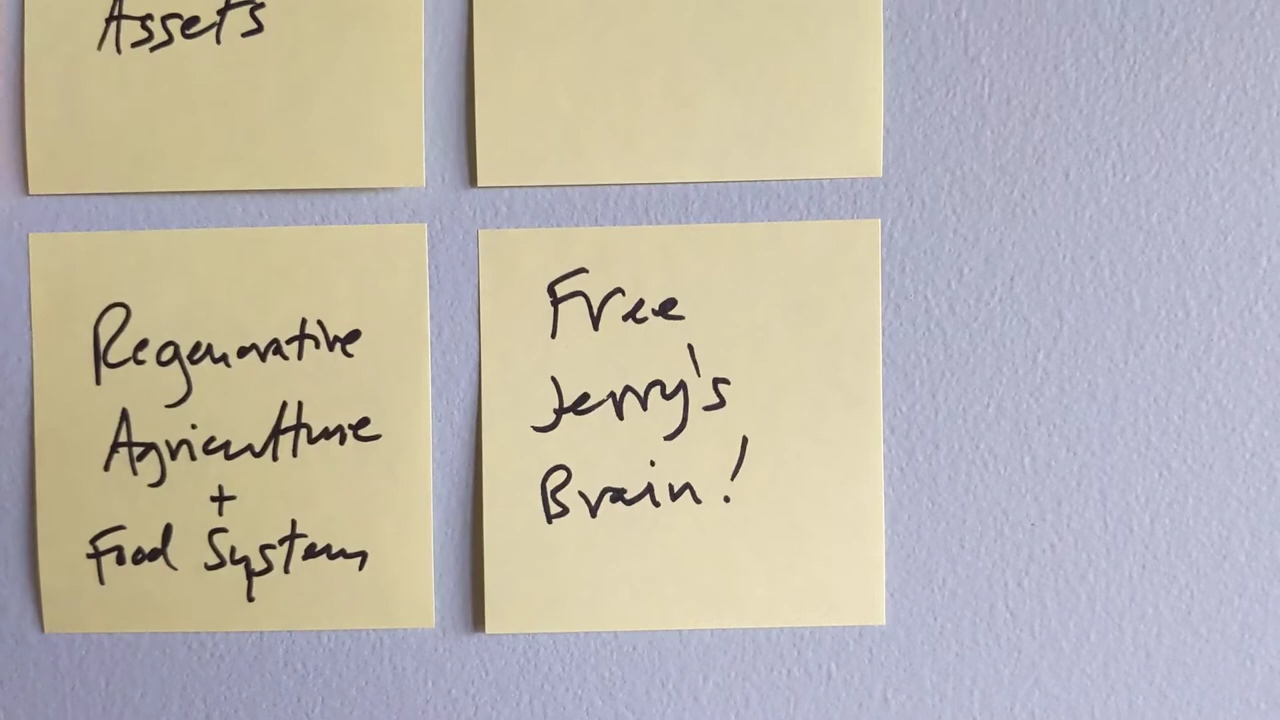 Assets
Regenerative
Agriculture
+
Food Systems
Free
Jerry's
Brain!